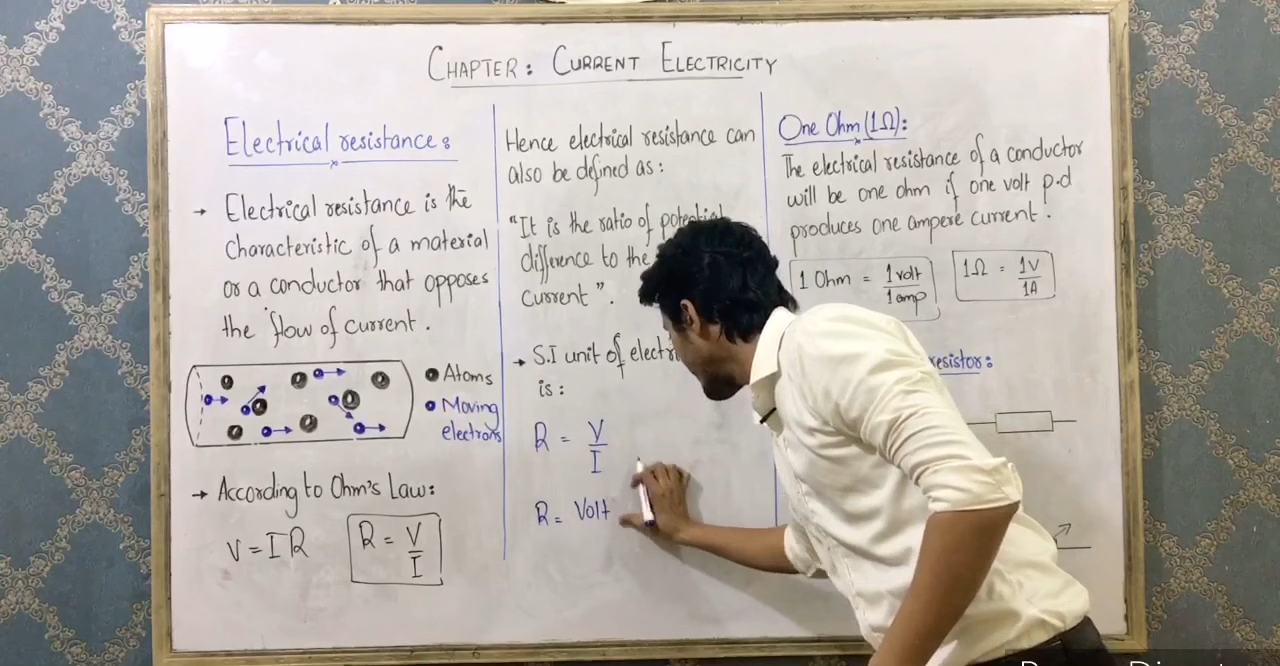 CHAPTER: CURRENT ELECTRICITY
Electrical resistance:
→ Electrical resistance is the
characteristic of a material
or a conductor that opposes
the flow of current.
Atoms
Moving
electrons
→ According to Ohm's Law:
V = IR
R = V/I
Hence electrical resistance can
also be defined as:
"It is the ratio of potential
difference to the
current".
→ S.I unit of
is:
R = V/I
R = Volt
One Ohm (1Ω):
The electrical resistance of a conductor
will be one ohm if one volt p.d
produces one ampere current.
1 Ohm = 1 volt/1 amp
1Ω = 1V/1A